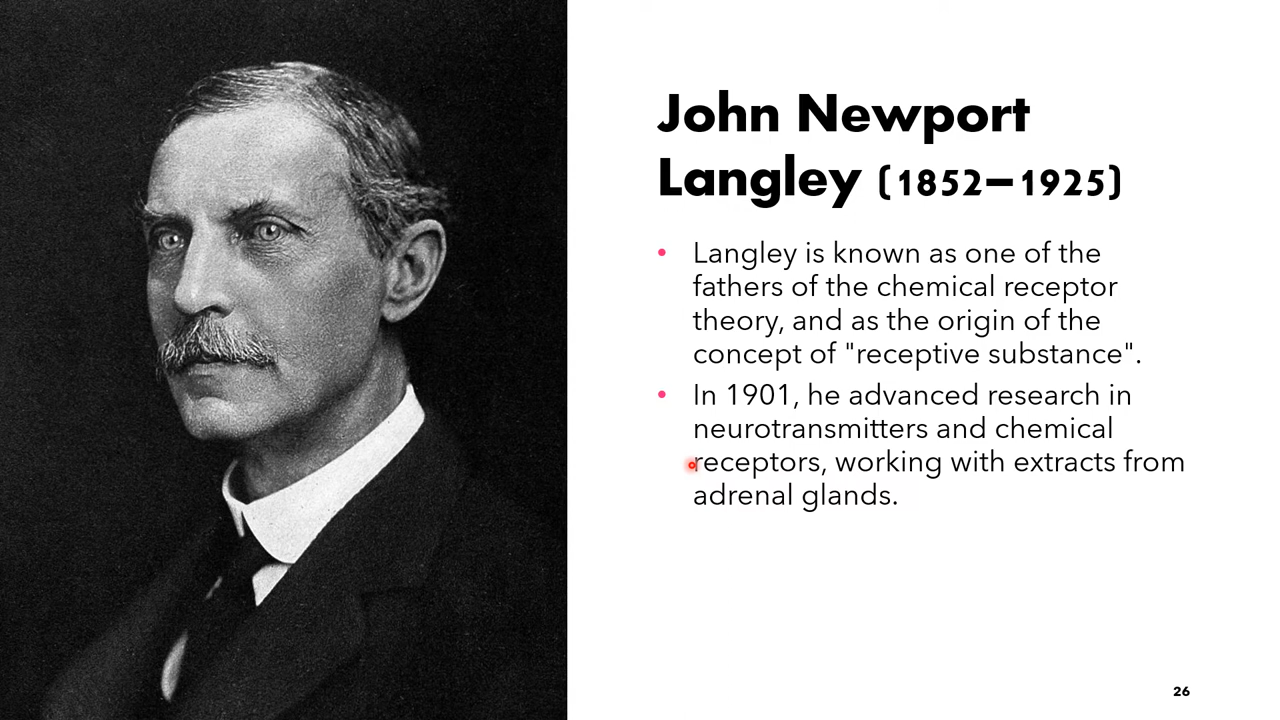 John Newport
Langley (1852–1925)
• Langley is known as one of the
fathers of the chemical receptor
theory, and as the origin of the
concept of "receptive substance".
• In 1901, he advanced research in
neurotransmitters and chemical
receptors, working with extracts from
adrenal glands.
26